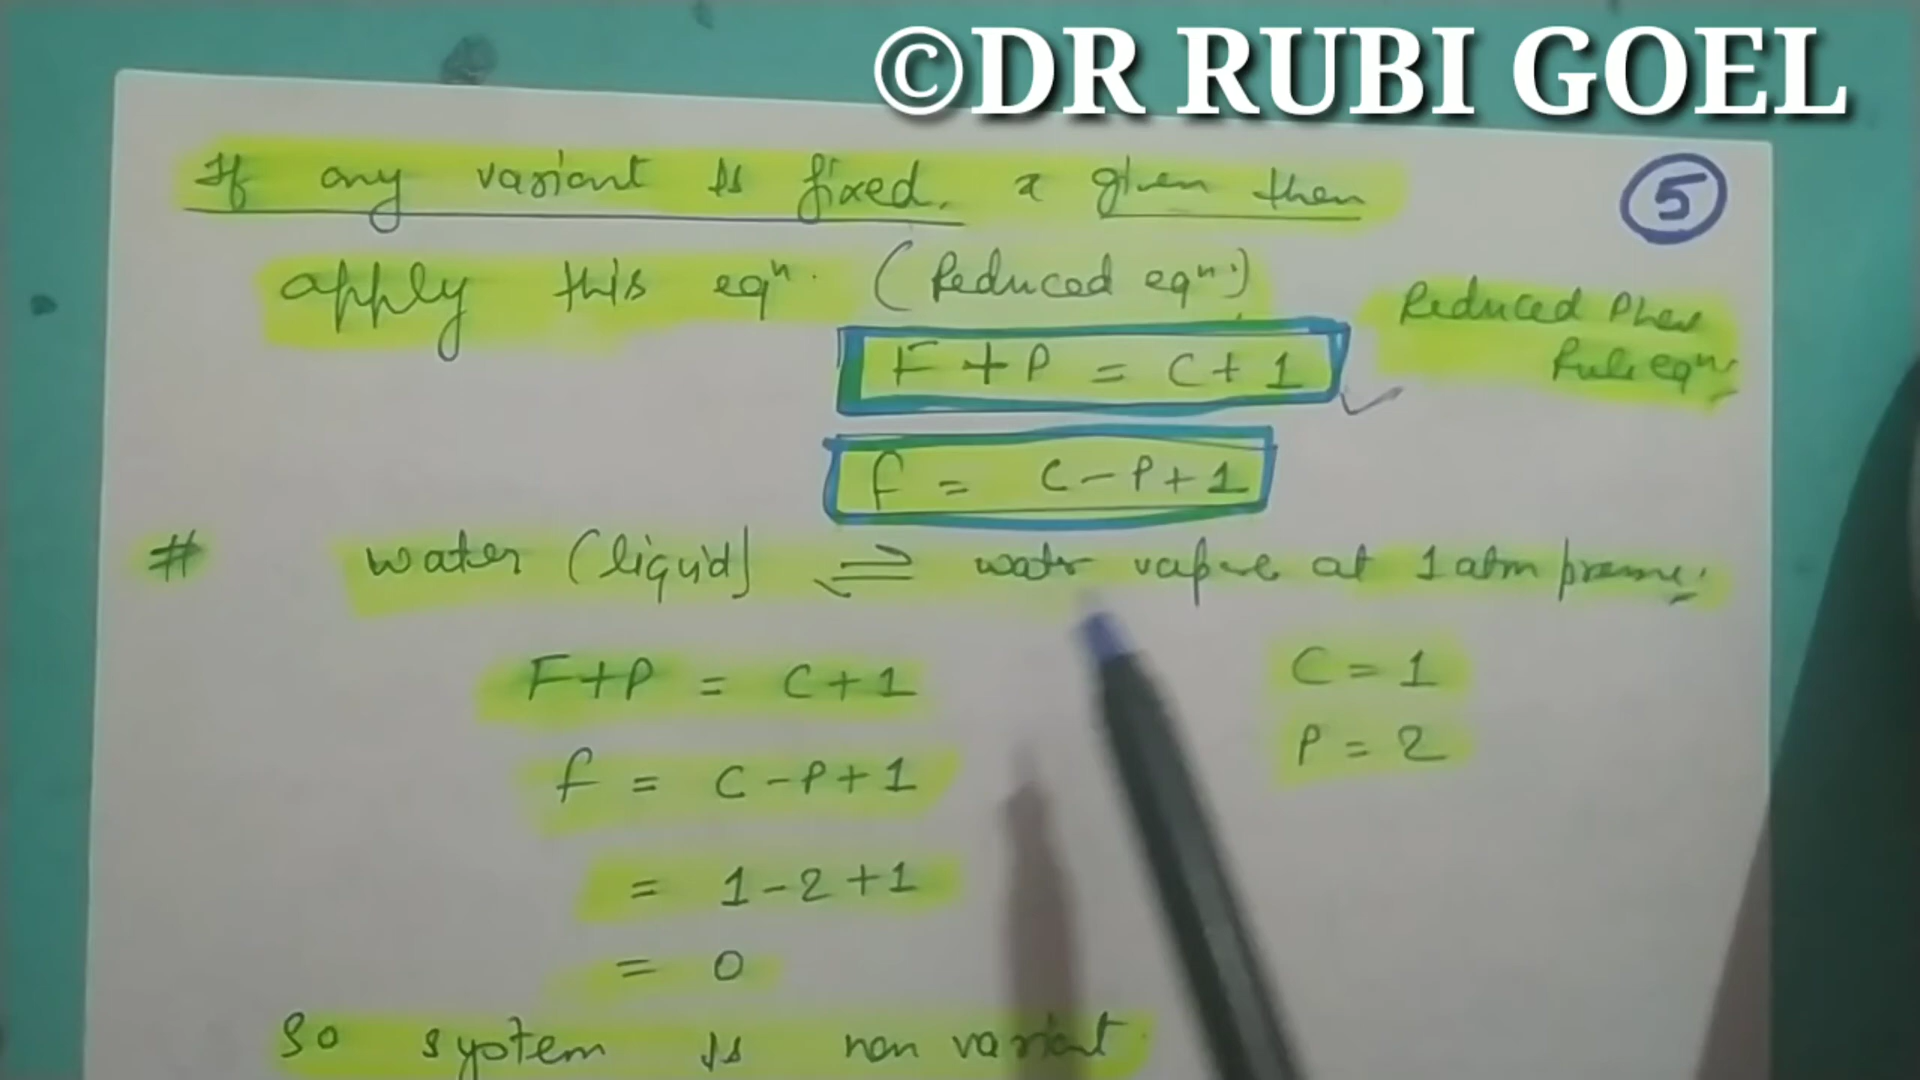 ©DR RUBI GOEL
If any variant is fixed. & given then
5
apply this eqⁿ. (Reduced eqⁿ.)
Reduced Phase
Rule eqⁿ.
F + P = C + 1
f = C - P + 1
# water (liquid) ⇌ water vapour at 1 atm pressure.
F + P = C + 1
C = 1
f = C - P + 1
P = 2
= 1 - 2 + 1
= 0
So system is non variant.